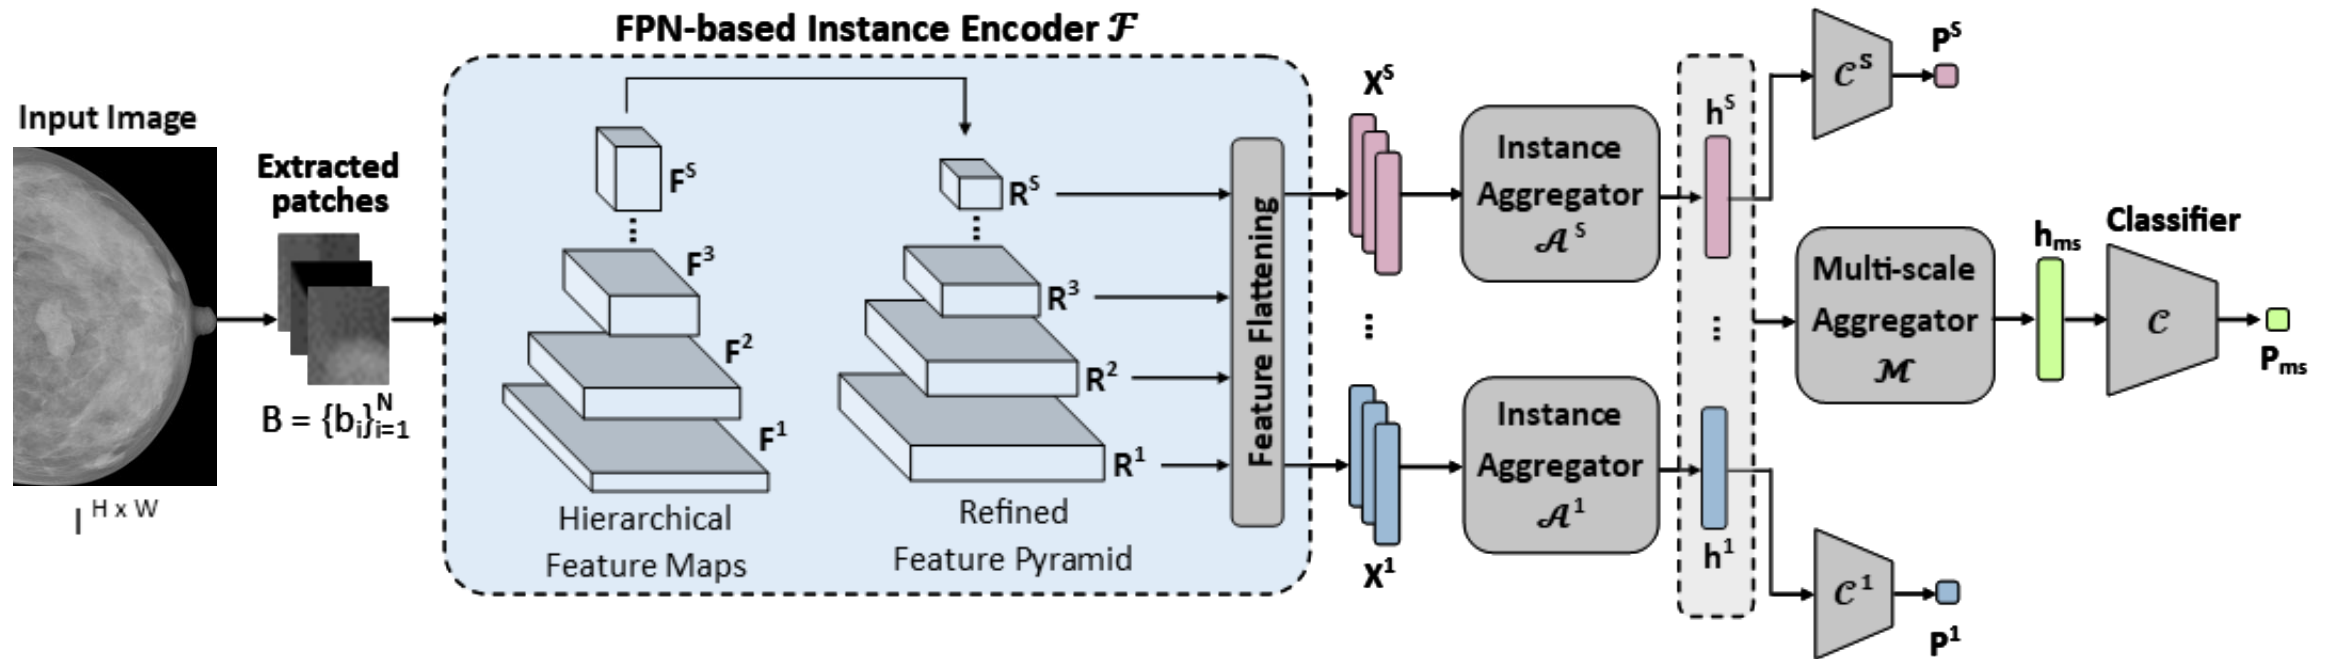 FPN-based Instance Encoder ℱ
Input Image
I H x W
Extracted
patches
B = {bᵢ}ᴺᵢ₌₁
Fˢ
⋮
F³
F²
F¹
Hierarchical
Feature Maps
Rˢ
⋮
R³
R²
R¹
Refined
Feature Pyramid
Feature Flattening
Xˢ
⋮
X¹
Instance
Aggregator
𝒜ˢ
Instance
Aggregator
𝒜¹
hˢ
⋮
h¹
𝒞ˢ
Pˢ
Multi-scale
Aggregator
ℳ
hₘₛ
Classifier
𝒞
Pₘₛ
𝒞¹
P¹